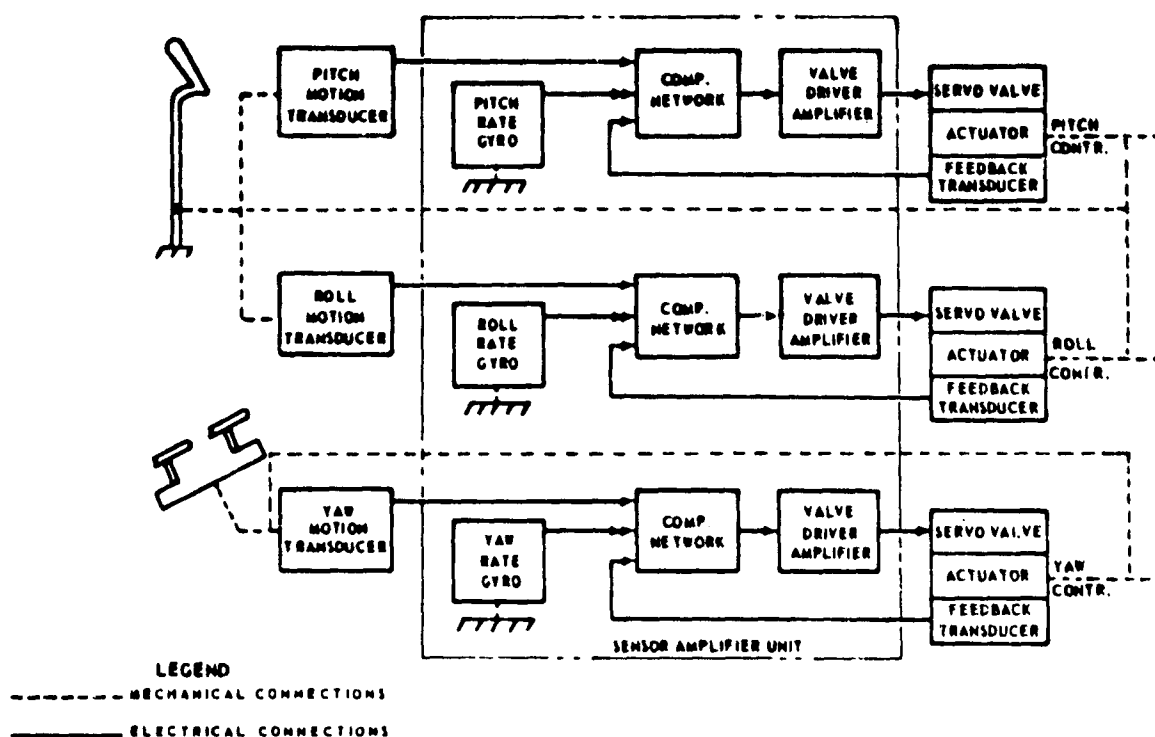 PITCH
MOTION
TRANSDUCER
PITCH
RATE
GYRO
COMP.
NETWORK
VALVE
DRIVER
AMPLIFIER
SERVO VALVE
ACTUATOR
FEEDBACK
TRANSDUCER
PITCH
CONTR.
ROLL
MOTION
TRANSDUCER
ROLL
RATE
GYRO
COMP.
NETWORK
VALVE
DRIVER
AMPLIFIER
SERVO VALVE
ACTUATOR
FEEDBACK
TRANSDUCER
ROLL
CONTR.
YAW
MOTION
TRANSDUCER
YAW
RATE
GYRO
COMP
NETWORK
VALVE
DRIVER
AMPLIFIER
SERVO VALVE
ACTUATOR
FEEDBACK
TRANSDUCER
YAW
CONTR.
SENSOR AMPLIFIER UNIT
LEGEND
MECHANICAL CONNECTIONS
ELECTRICAL CONNECTIONS